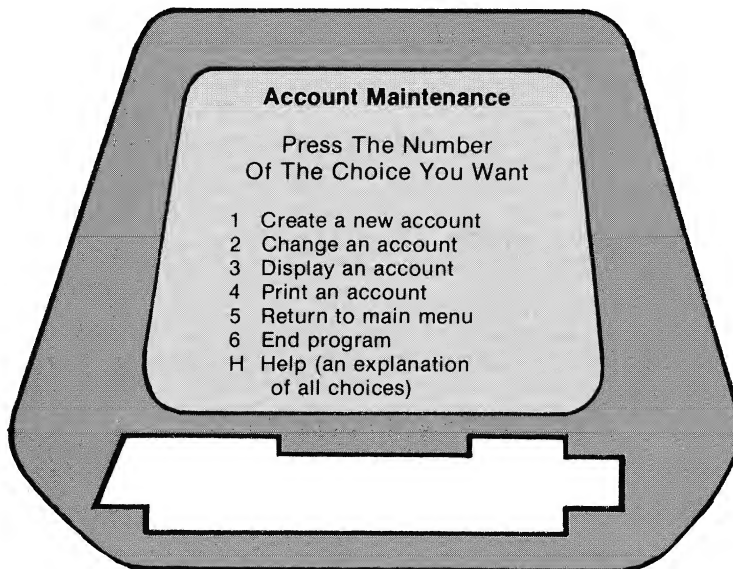 Account Maintenance
Press The Number
Of The Choice You Want
1 Create a new account
2 Change an account
3 Display an account
4 Print an account
5 Return to main menu
6 End program
H Help (an explanation
of all choices)